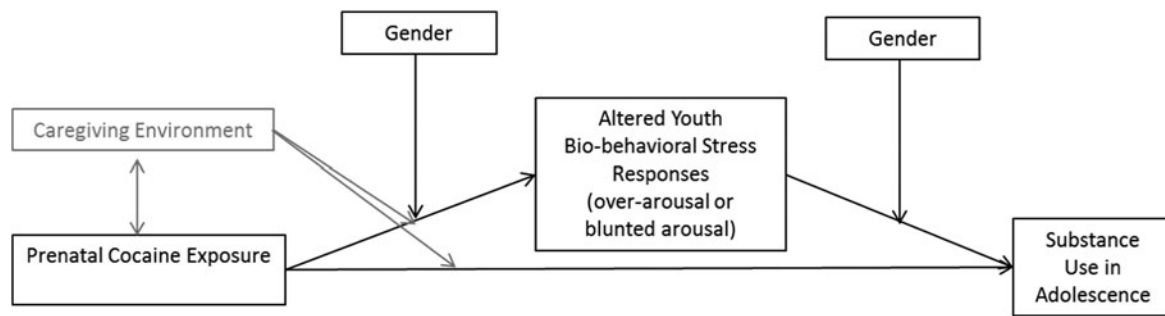 Gender
Gender
Caregiving Environment
Altered Youth
Bio-behavioral Stress
Responses
(over-arousal or
blunted arousal)
Prenatal Cocaine Exposure
Substance
Use in
Adolescence